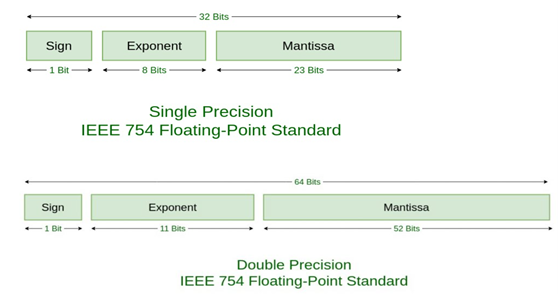 32 Bits
Sign Exponent Mantissa
1 Bit 8 Bits 23 Bits
Single Precision
IEEE 754 Floating-Point Standard
64 Bits
Sign Exponent Mantissa
1 Bit 11 Bits 52 Bits
Double Precision
IEEE 754 Floating-Point Standard